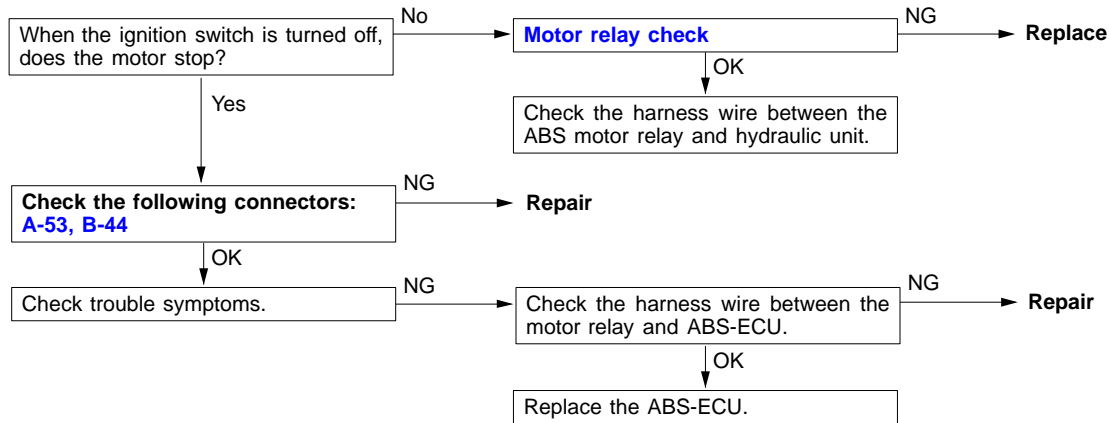 No
NG
When the ignition switch is turned off,
does the motor stop?
Motor relay check
Replace
OK
Yes
Check the harness wire between the
ABS motor relay and hydraulic unit.
NG
Check the following connectors:
A-53, B-44
Repair
OK
NG
NG
Check trouble symptoms.
Check the harness wire between the
motor relay and ABS-ECU.
Repair
OK
Replace the ABS-ECU.